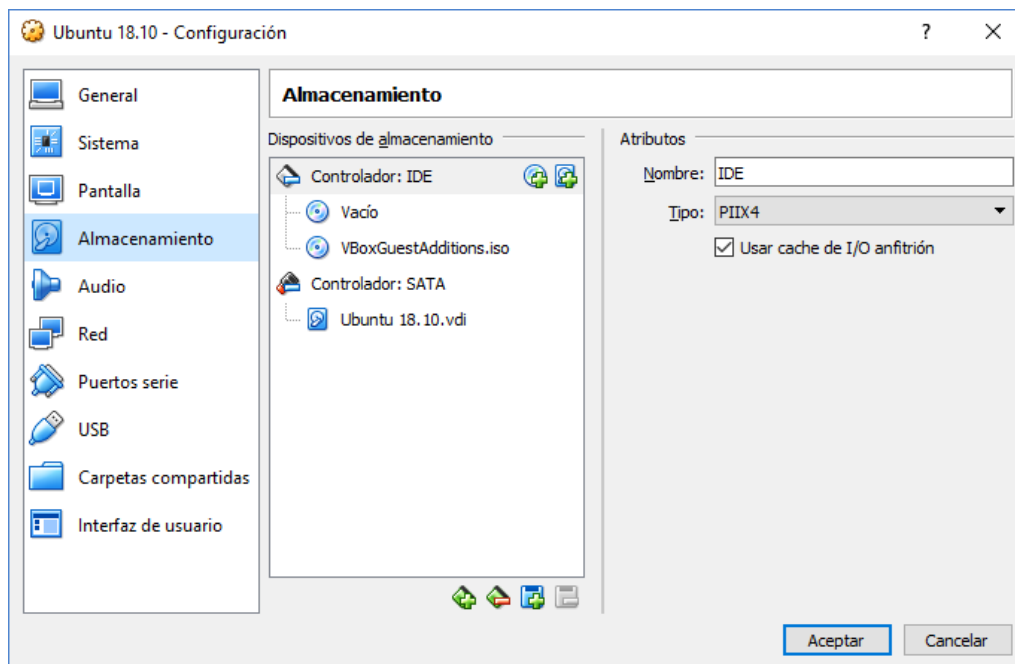 Ubuntu 18.10 - Configuración
?
General
Sistema
Pantalla
Almacenamiento
Audio
Red
Puertos serie
USB
Carpetas compartidas
Interfaz de usuario
Almacenamiento
Dispositivos de almacenamiento
Controlador: IDE
Vacío
VBoxGuestAdditions.iso
Controlador: SATA
Ubuntu 18.10.vdi
Atributos
Nombre: IDE
Tipo: PIIX4
Usar cache de I/O anfitrión
Aceptar
Cancelar